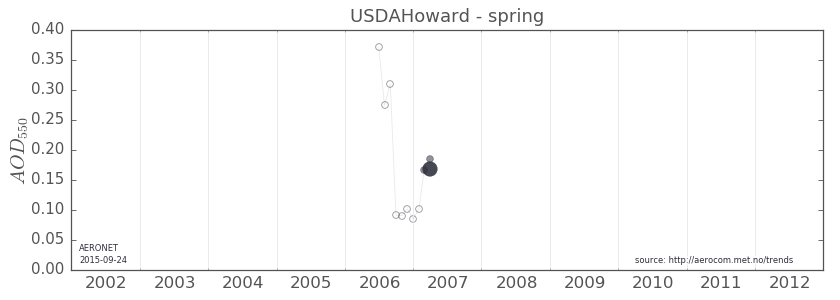 USDAHoward - spring
0.40
0.35
0.30
0.25
0.20
0.15
0.10
0.05
0.00
AOD550
AERONET
2015-09-24
source: http://aerocom.met.no/trends
2002 2003 2004 2005 2006 2007 2008 2009 2010 2011 2012